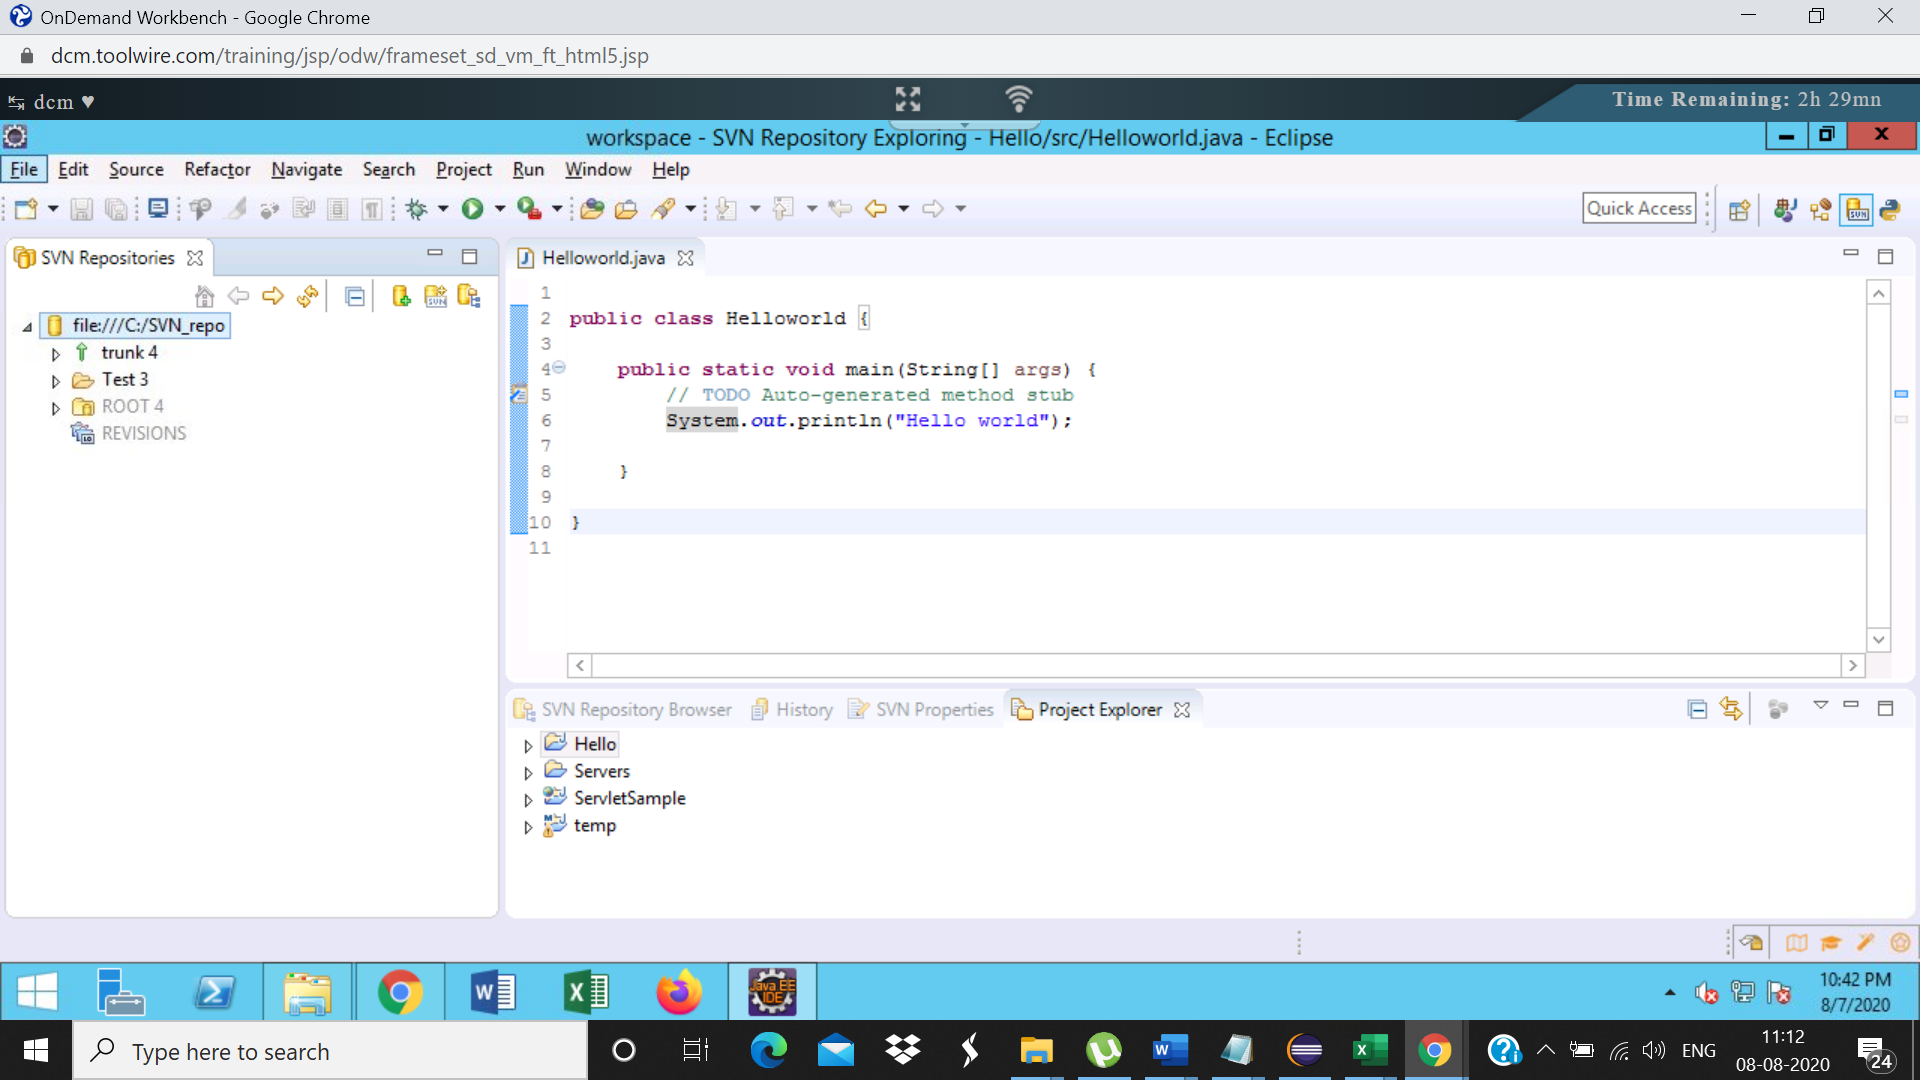 OnDemand Workbench - Google Chrome
dcm.toolwire.com/training/jsp/odw/frameset_sd_vm_ft_html5.jsp
dcm ♥
Time Remaining: 2h 29mn
workspace - SVN Repository Exploring - Hello/src/Helloworld.java - Eclipse
File Edit Source Refactor Navigate Search Project Run Window Help
Quick Access
SVN Repositories
file:///C:/SVN_repo
trunk 4
Test 3
ROOT 4
REVISIONS
Helloworld.java
1
2 public class Helloworld {
3
4 public static void main(String[] args) {
5 // TODO Auto-generated method stub
6 System.out.println("Hello world");
7
8 }
9
10 }
11
SVN Repository Browser History SVN Properties Project Explorer
Hello
Servers
ServletSample
temp
Java EE
IDE
10:42 PM
8/7/2020
Type here to search
ENG
11:12
08-08-2020
24